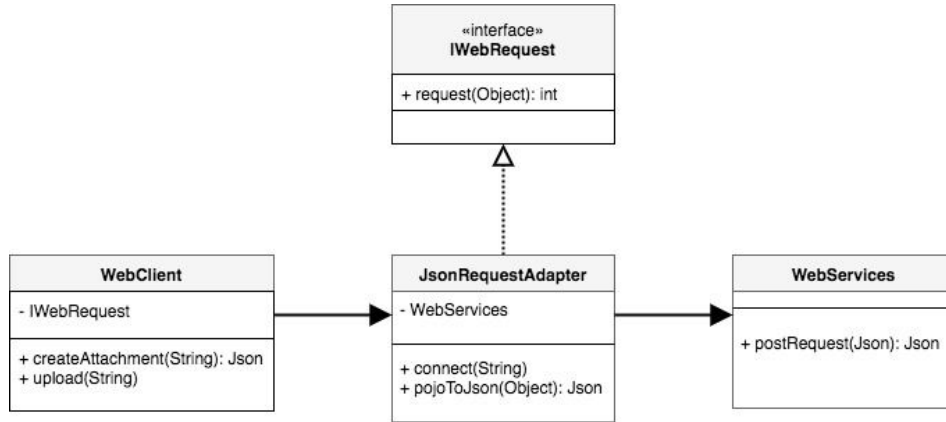 «interface»
IWebRequest
+ request(Object): int
WebClient
- IWebRequest
+ createAttachment(String): Json
+ upload(String)
JsonRequestAdapter
- WebServices
+ connect(String)
+ pojoToJson(Object): Json
WebServices
+ postRequest(Json): Json